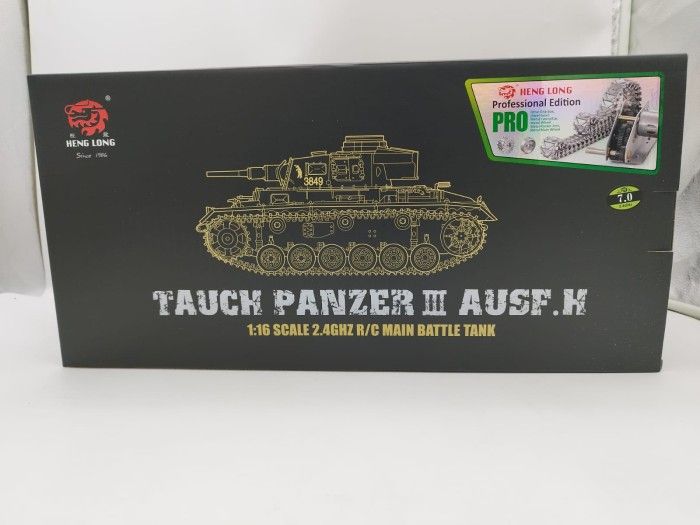 ®
HENG LONG
Since 1986
HENG LONG
Professional Edition
PRO
7.0
3849
TAUCH PANZER III AUSF.H
1:16 SCALE 2.4GHZ R/C MAIN BATTLE TANK